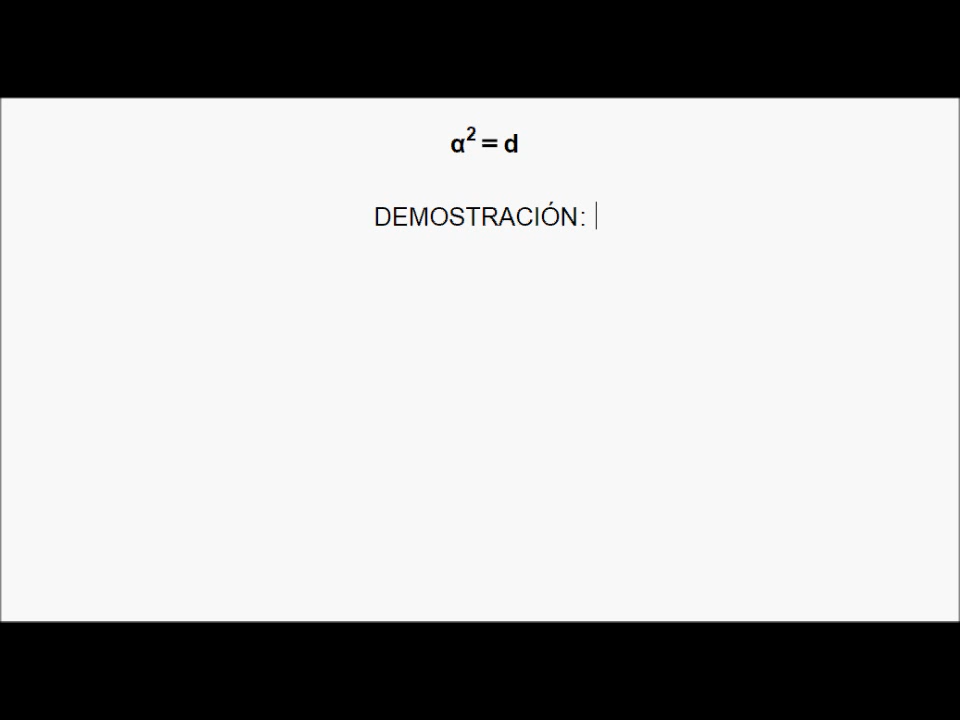 α² = d
DEMOSTRACIÓN: